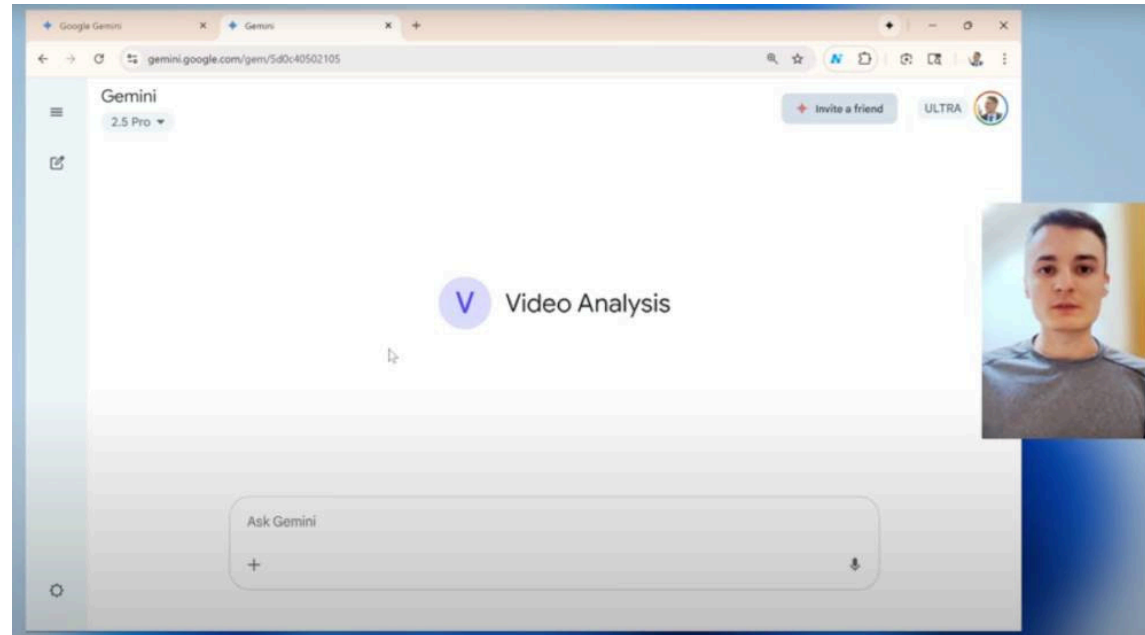 Google Gemini
Gemini
gemini.google.com/gem/5d0c40502105
Gemini
2.5 Pro
Invite a friend
ULTRA
V Video Analysis
Ask Gemini